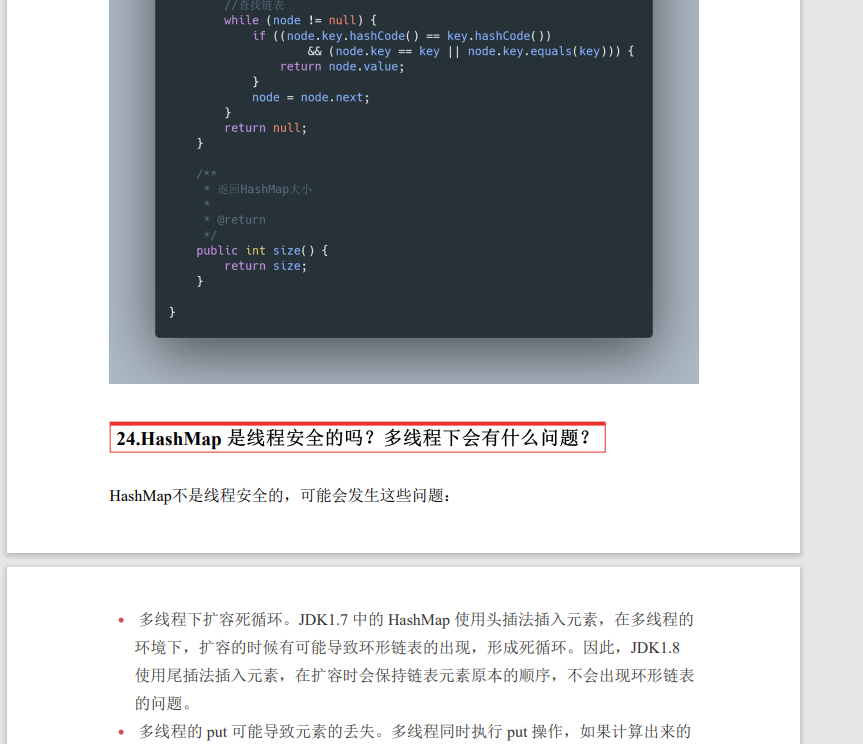 //查找链表
while (node != null) {
if ((node.key.hashCode() == key.hashCode())
&& (node.key == key || node.key.equals(key))) {
return node.value;
}
node = node.next;
}
return null;
}
/**
* 返回HashMap大小
*
* @return
*/
public int size() {
return size;
}
}
24.HashMap 是线程安全的吗？多线程下会有什么问题？
HashMap不是线程安全的，可能会发生这些问题：
• 多线程下扩容死循环。JDK1.7 中的 HashMap 使用头插法插入元素，在多线程的
环境下，扩容的时候有可能导致环形链表的出现，形成死循环。因此，JDK1.8
使用尾插法插入元素，在扩容时会保持链表元素原本的顺序，不会出现环形链表
的问题。
• 多线程的 put 可能导致元素的丢失。多线程同时执行 put 操作，如果计算出来的